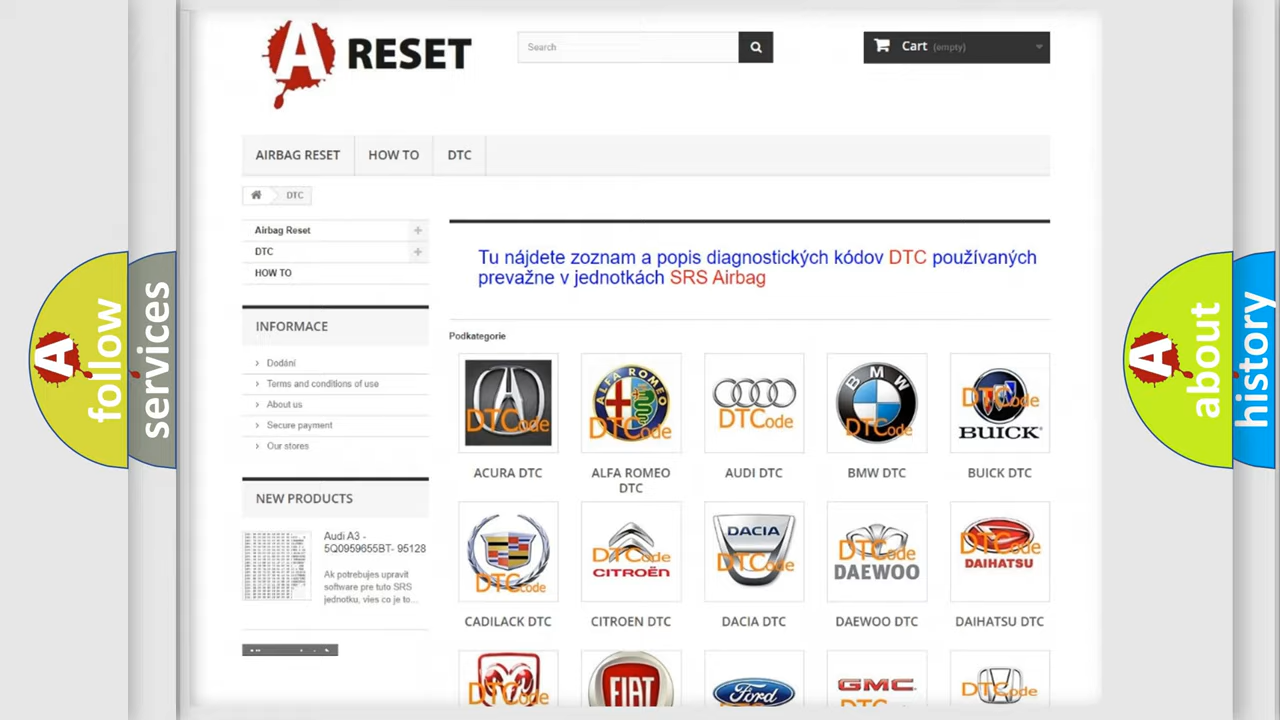 A RESET
Search
Cart (empty)
AIRBAG RESET
HOW TO
DTC
DTC
Airbag Reset
DTC
HOW TO
INFORMACE
Dodání
Terms and conditions of use
About us
Secure payment
Our stores
NEW PRODUCTS
Audi A3 -
5Q0959655BT- 95128
Ak potrebujes upravit
software pre tuto SRS
jednotku, vies co je to...
Tu nájdete zoznam a popis diagnostických kódov DTC používaných
prevažne v jednotkách SRS Airbag
Podkategorie
DTCode
ALFA ROMEO
DTCode
DTCode
BMW
DTCode
DTCode
BUICK
ACURA DTC
ALFA ROMEO
DTC
AUDI DTC
BMW DTC
BUICK DTC
DTCode
DTCode
CITROËN
DACIA
DTCode
DTCode
DAEWOO
DTCode
DAIHATSU
CADILACK DTC
CITROEN DTC
DACIA DTC
DAEWOO DTC
DAIHATSU DTC
DTCode
FIAT
Ford
GMC
DTCode
A follow
services
A about
history